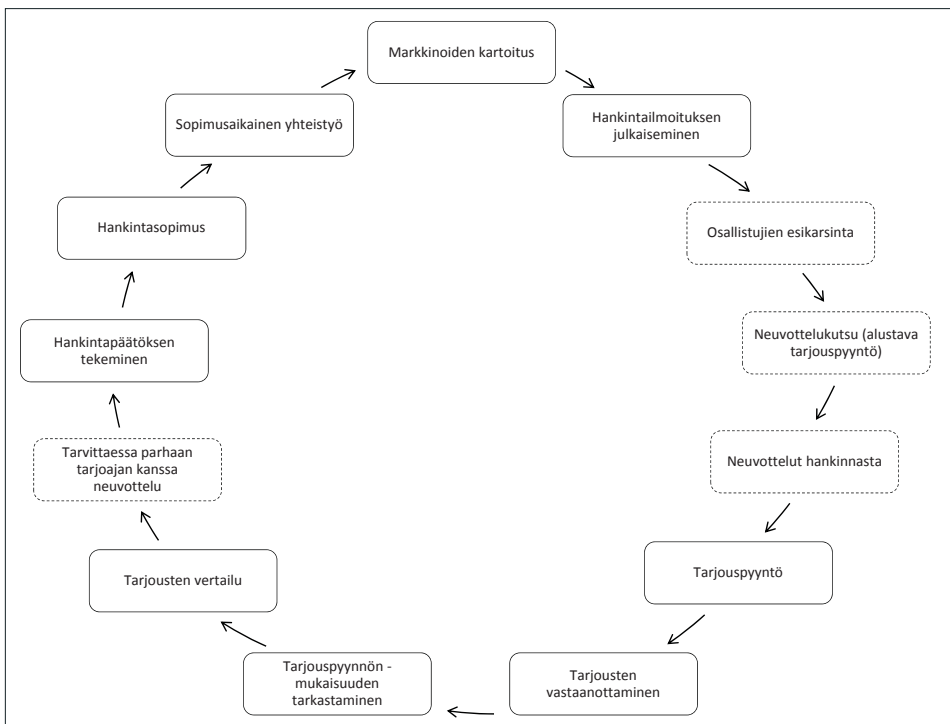 Markkinoiden kartoitus
Hankintailmoituksen
julkaiseminen
Osallistujien esikarsinta
Neuvottelukutsu (alustava
tarjouspyyntö)
Neuvottelut hankinnasta
Tarjouspyyntö
Tarjousten
vastaanottaminen
Tarjouspyynnön -
mukaisuuden
tarkastaminen
Tarjousten vertailu
Tarvittaessa parhaan
tarjoajan kanssa
neuvottelu
Hankintapäätöksen
tekeminen
Hankintasopimus
Sopimusaikainen yhteistyö